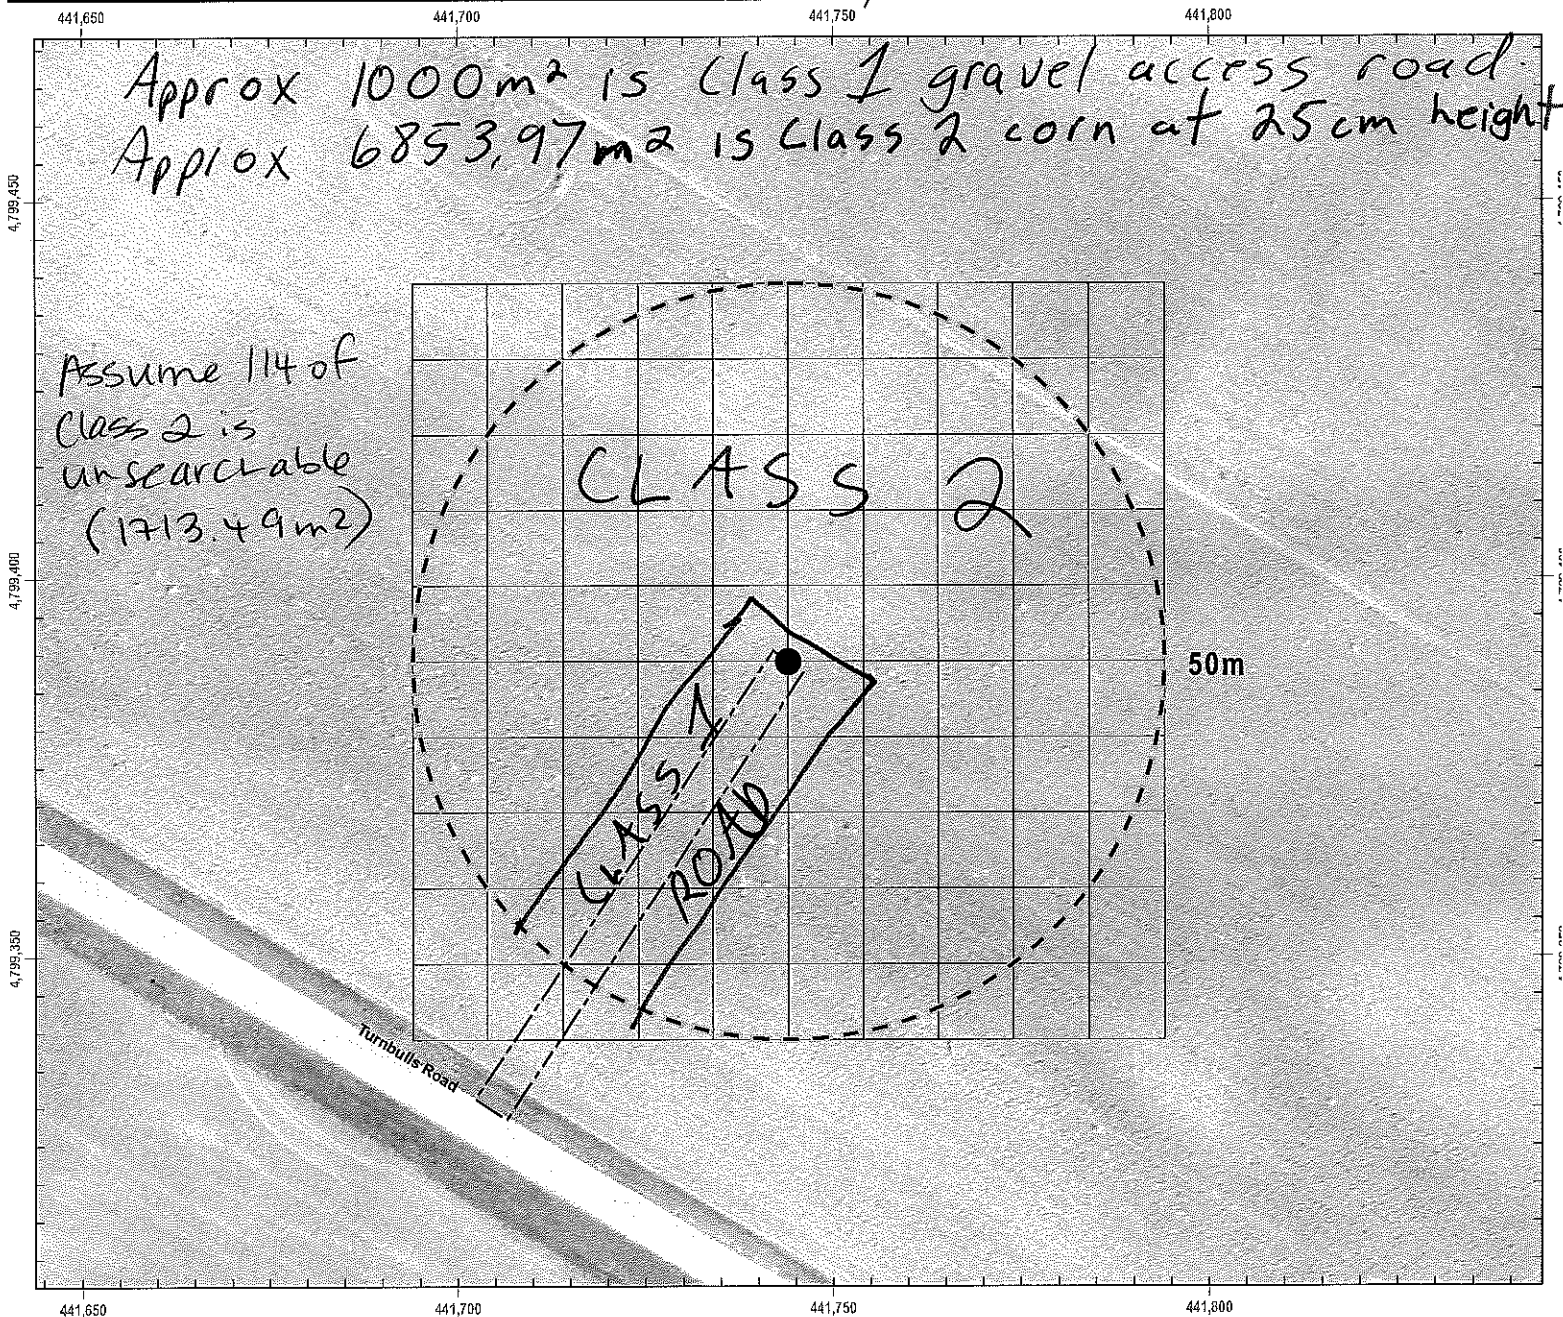 441,650 441,700 441,750 441,800
Approx 1000m² is Class 1 gravel access road.
Approx 6853.97m² is Class 2 corn at 25cm height
4,799,450
Assume 1/4 of
Class 2 is
unsearchable
(1713.49m²)
CLASS 2
4,799,400
50m
CLASS 1
ROAD
4,799,350
Turnbulls Road
441,650 441,700 441,750 441,800